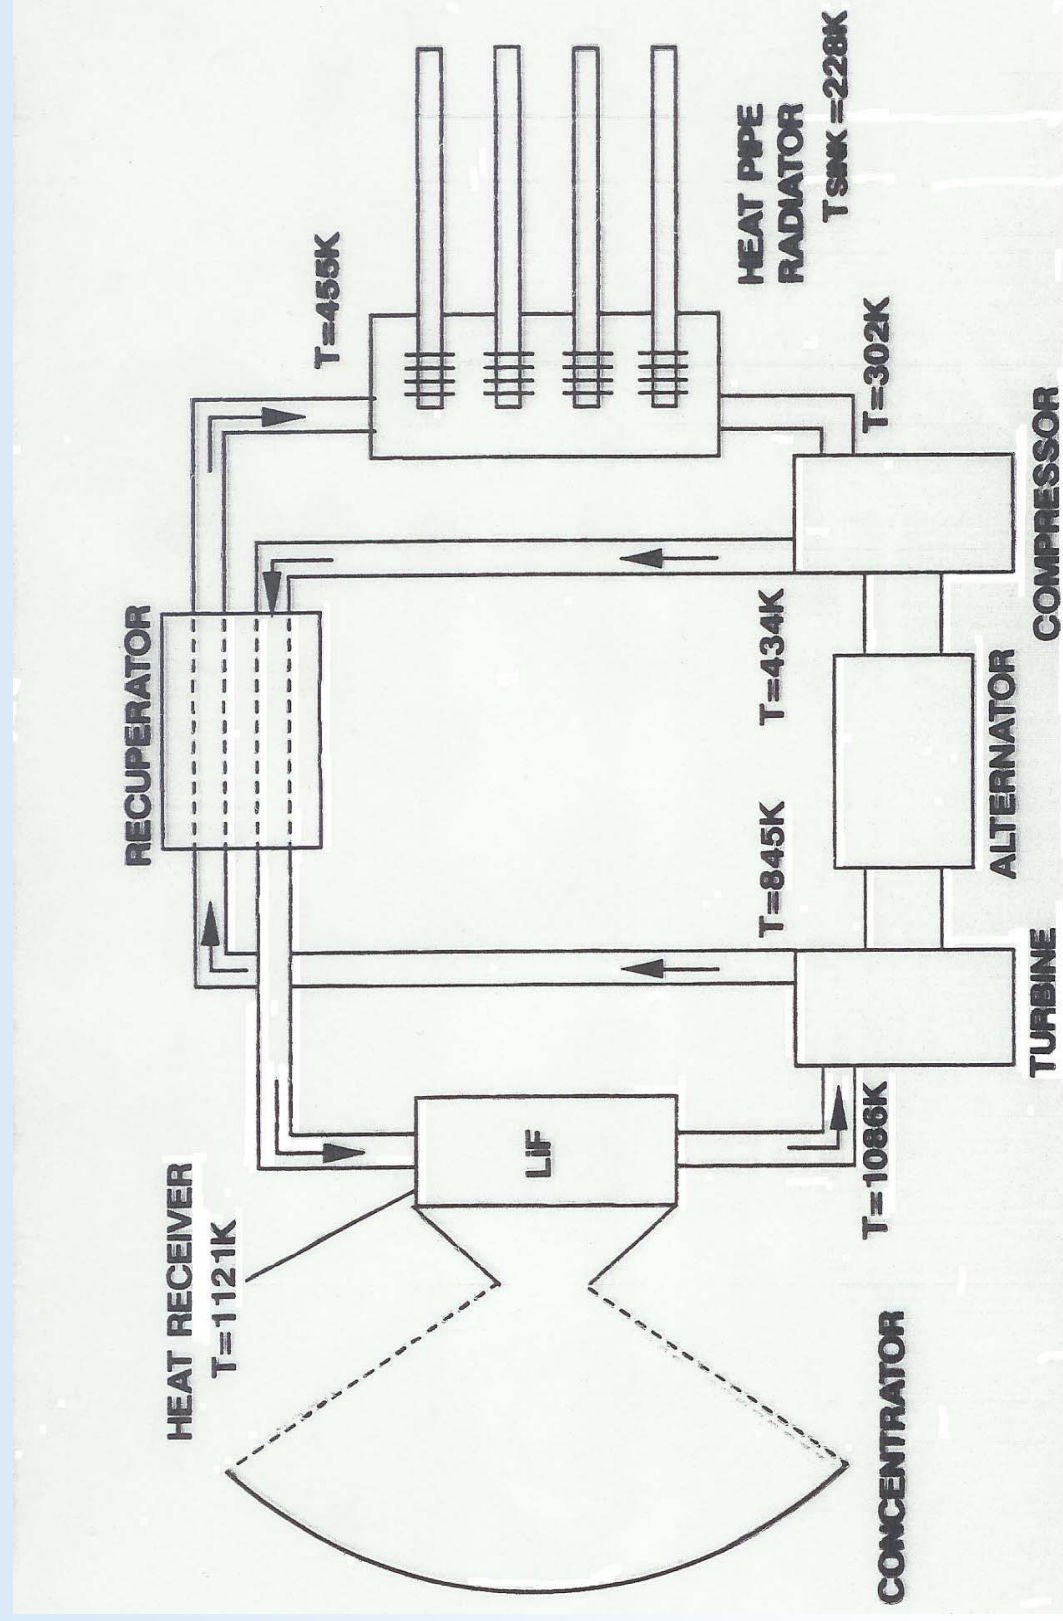 HEAT RECEIVER
T=1121K
RECUPERATOR
T=455K
LiF
HEAT PIPE
RADIATOR
TSINK=228K
T=845K
T=434K
T=1086K
T=302K
CONCENTRATOR
TURBINE
ALTERNATOR
COMPRESSOR